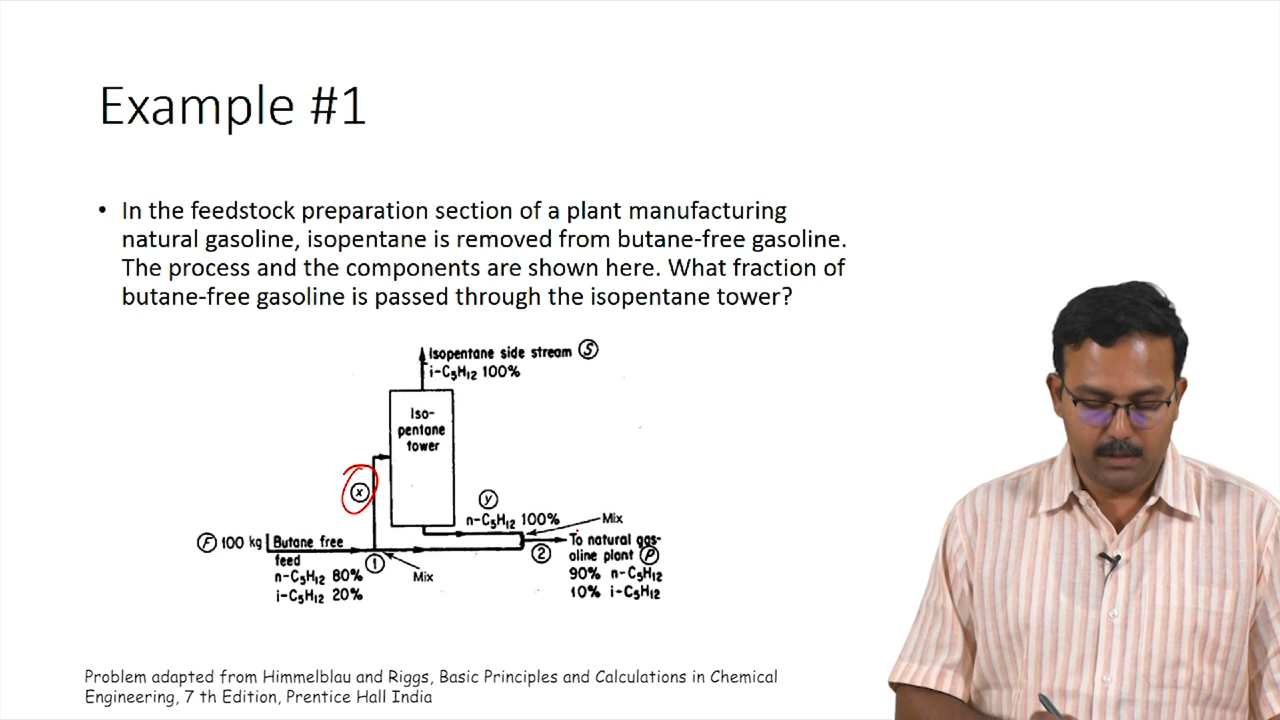 Example #1
• In the feedstock preparation section of a plant manufacturing
natural gasoline, isopentane is removed from butane-free gasoline.
The process and the components are shown here. What fraction of
butane-free gasoline is passed through the isopentane tower?
Isopentane side stream Ⓢ
i-C₅H₁₂ 100%
Iso-
pentane
tower
ⓧ
ⓨ
n-C₅H₁₂ 100%
Mix
Ⓕ 100 kg Butane free
feed
n-C₅H₁₂ 80%
i-C₅H₁₂ 20%
①
Mix
②
To natural gas-
oline plant Ⓟ
90% n-C₅H₁₂
10% i-C₅H₁₂
Problem adapted from Himmelblau and Riggs, Basic Principles and Calculations in Chemical
Engineering, 7 th Edition, Prentice Hall India